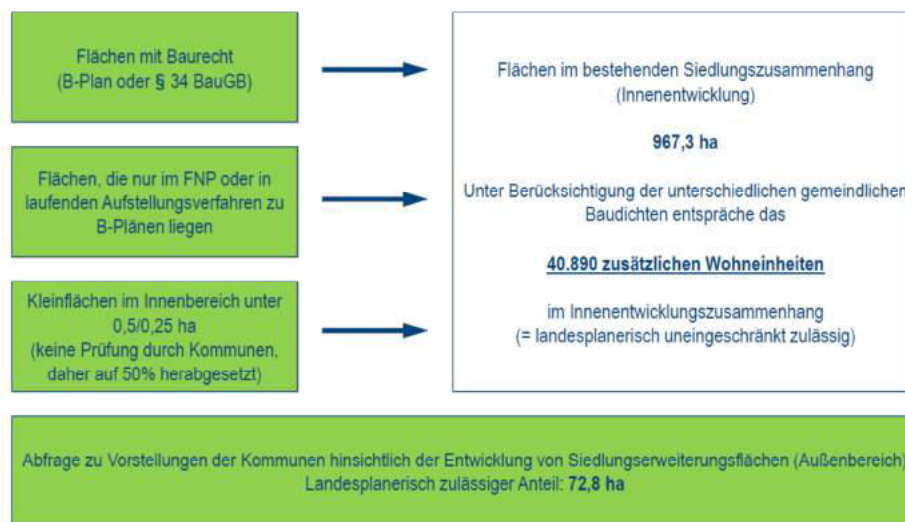 Flächen mit Baurecht
(B-Plan oder § 34 BauGB)
Flächen, die nur im FNP oder in
laufenden Aufstellungsverfahren zu
B-Plänen liegen
Kleinflächen im Innenbereich unter
0,5/0,25 ha
(keine Prüfung durch Kommunen,
daher auf 50% herabgesetzt)
Flächen im bestehenden Siedlungszusammenhang
(Innenentwicklung)
967,3 ha
Unter Berücksichtigung der unterschiedlichen gemeindlichen
Baudichten entspräche das
40.890 zusätzlichen Wohneinheiten
im Innenentwicklungszusammenhang
(= landesplanerisch uneingeschränkt zulässig)
Abfrage zu Vorstellungen der Kommunen hinsichtlich der Entwicklung von Siedlungserweiterungsflächen (Außenbereich)
Landesplanerisch zulässiger Anteil: 72,8 ha